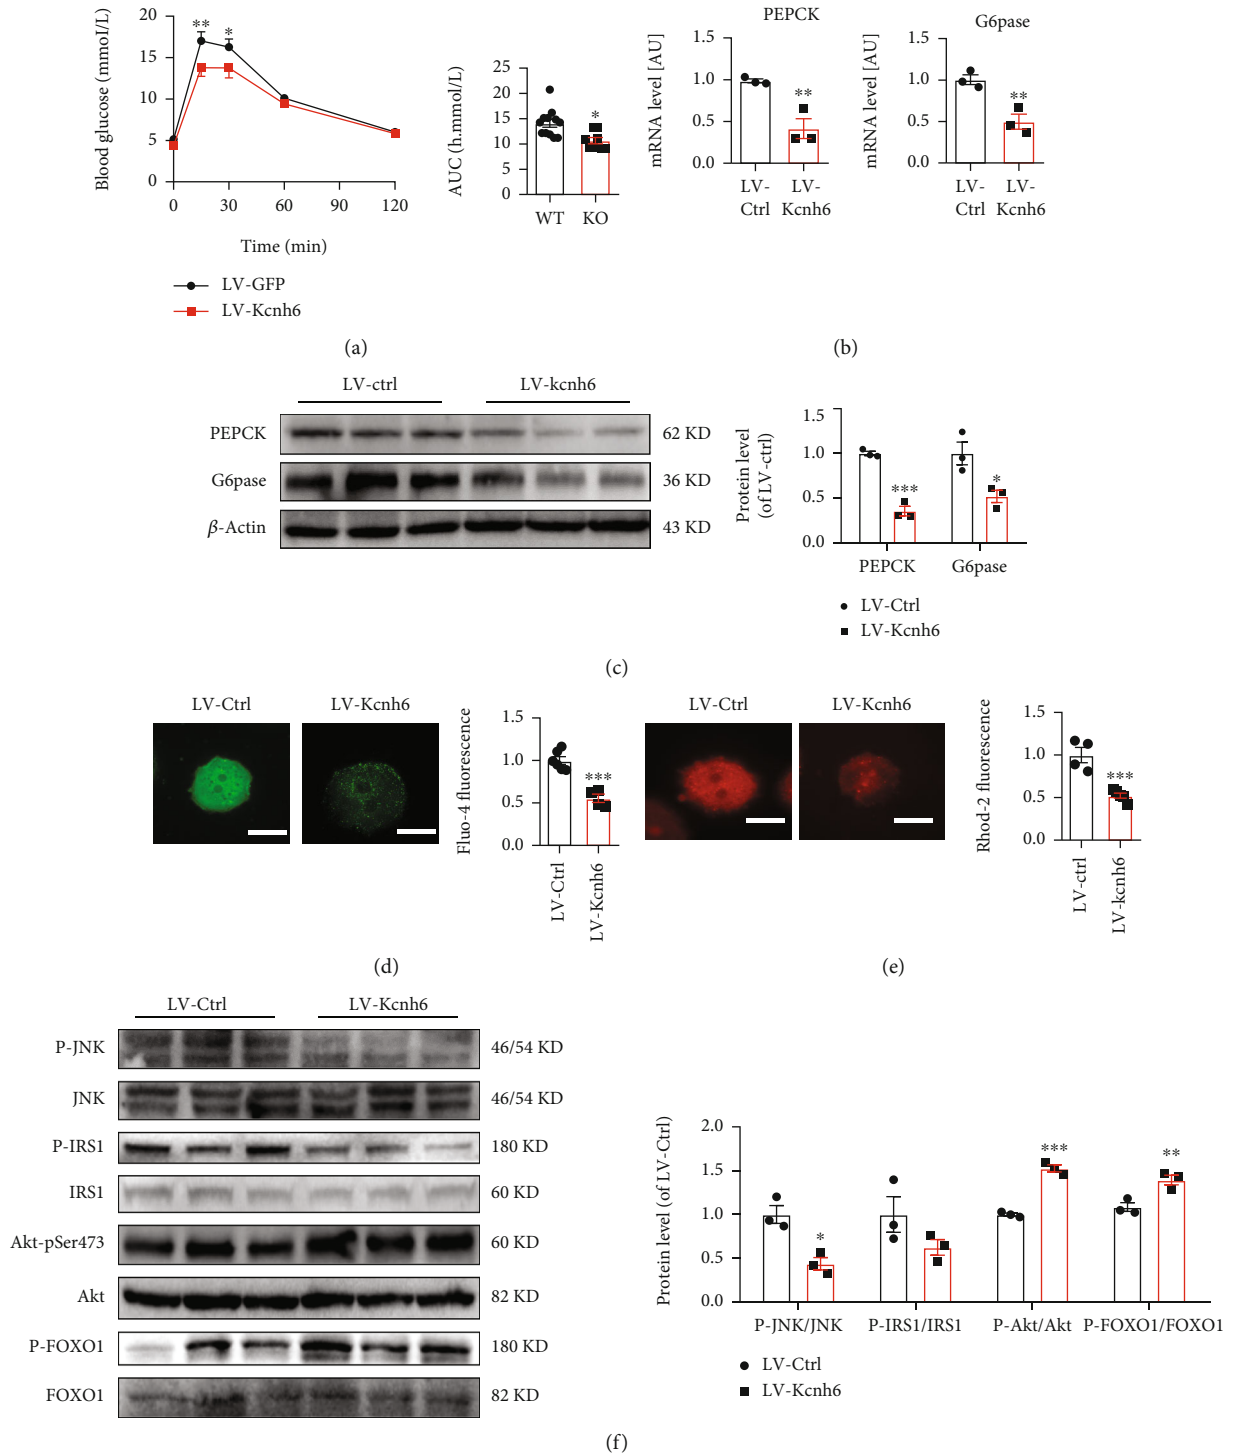 Blood glucose (mmol/L)
20
15
10
5
0
** *
0 30 60 90 120
Time (min)
LV-GFP
LV-Kcnh6
AUC (h.mmol/L)
25
20
15
10
5
0
*
WT KO
(a)
PEPCK
mRNA level [AU]
1.5
1.0
0.5
0.0
**
LV- LV-
Ctrl Kcnh6
G6pase
mRNA level [AU]
1.5
1.0
0.5
0.0
**
LV- LV-
Ctrl Kcnh6
(b)
LV-ctrl LV-kcnh6
PEPCK 62 KD
G6pase 36 KD
β-Actin 43 KD
Protein level
(of LV-ctrl)
1.5
1.0
0.5
0.0
*** *
PEPCK G6pase
LV-Ctrl
LV-Kcnh6
(c)
LV-Ctrl LV-Kcnh6
Fluo-4 fluorescence
1.5
1.0
0.5
0.0
***
LV-Ctrl
LV-Kcnh6
(d)
LV-Ctrl LV-Kcnh6
Rhod-2 fluorescence
1.5
1.0
0.5
0.0
***
LV-ctrl
LV-kcnh6
(e)
LV-Ctrl LV-Kcnh6
P-JNK 46/54 KD
JNK 46/54 KD
P-IRS1 180 KD
IRS1 60 KD
Akt-pSer473 60 KD
Akt 82 KD
P-FOXO1 180 KD
FOXO1 82 KD
Protein level (of LV-Ctrl)
2.0
1.5
1.0
0.5
0.0
* *** **
P-JNK/JNK P-IRS1/IRS1 P-Akt/Akt P-FOXO1/FOXO1
LV-Ctrl
LV-Kcnh6
(f)